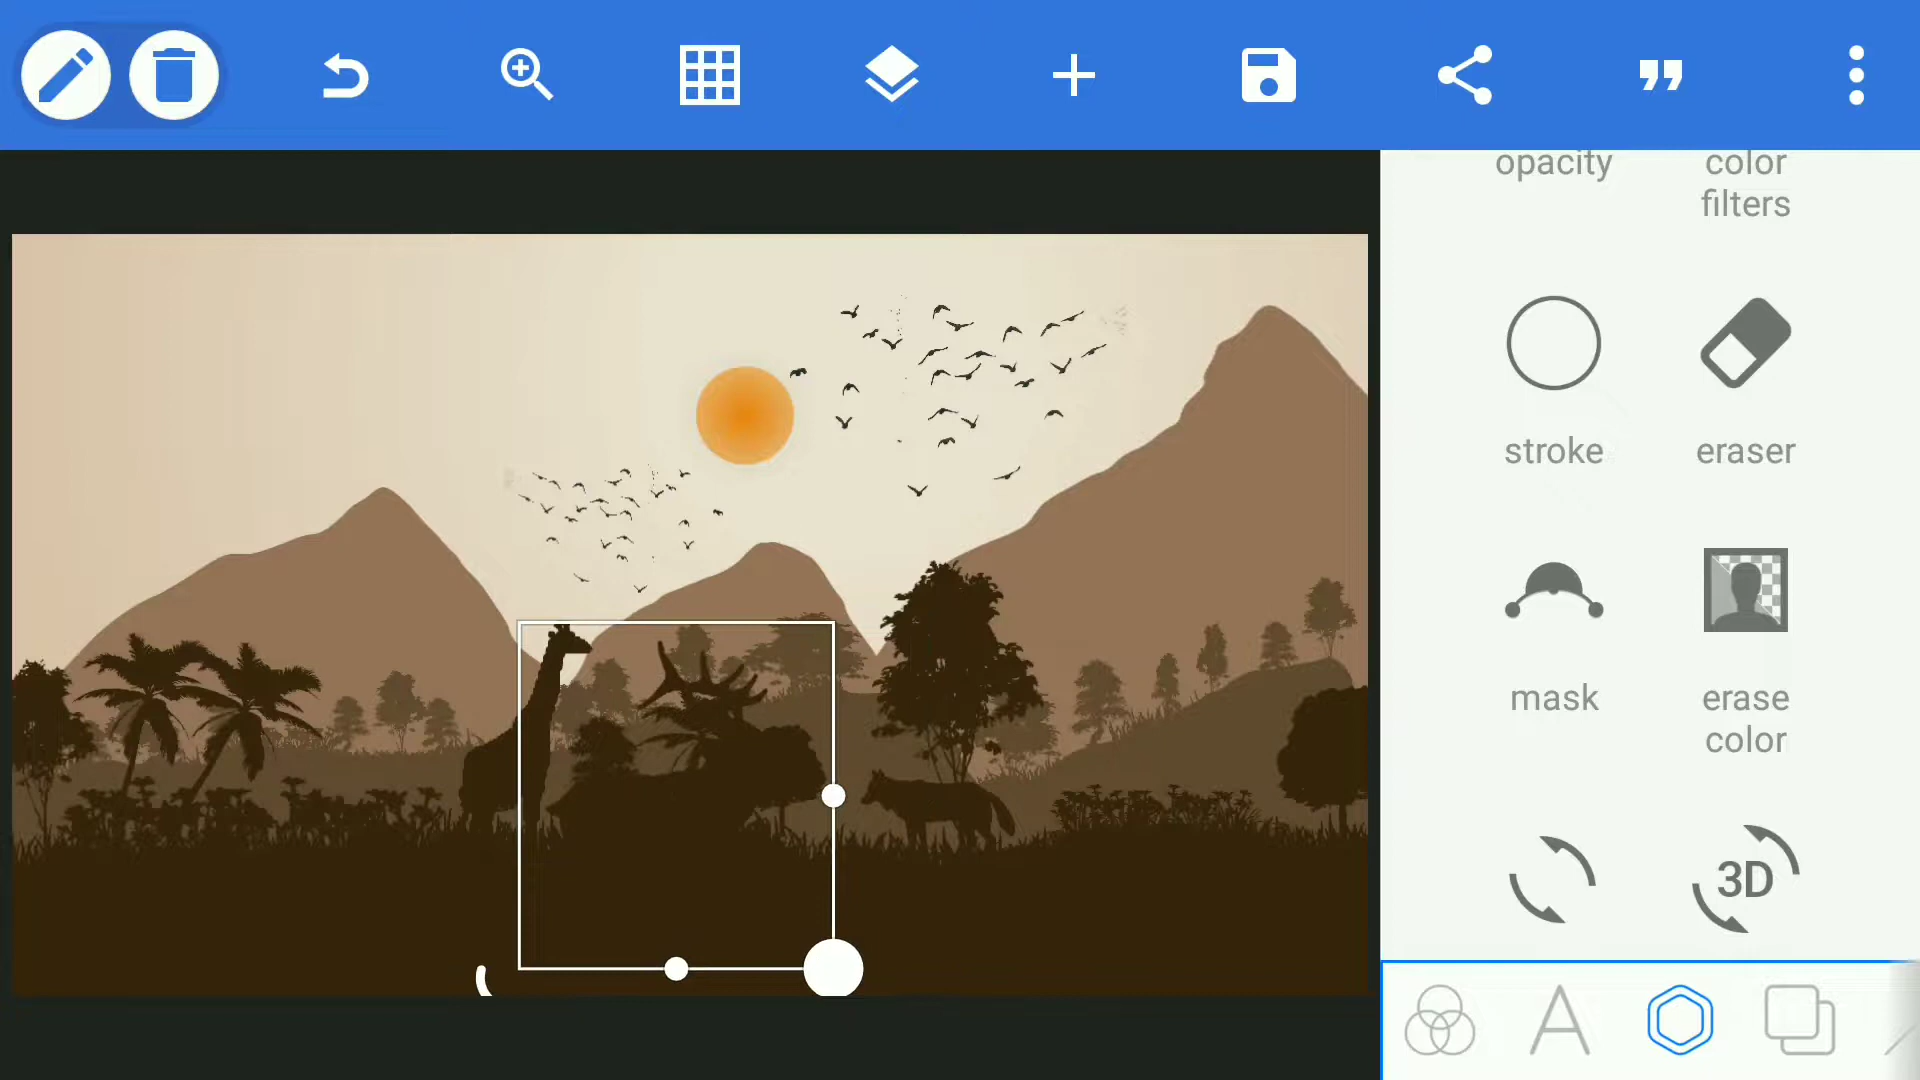 opacity
color
filters
stroke
eraser
mask
erase
color
3D
A